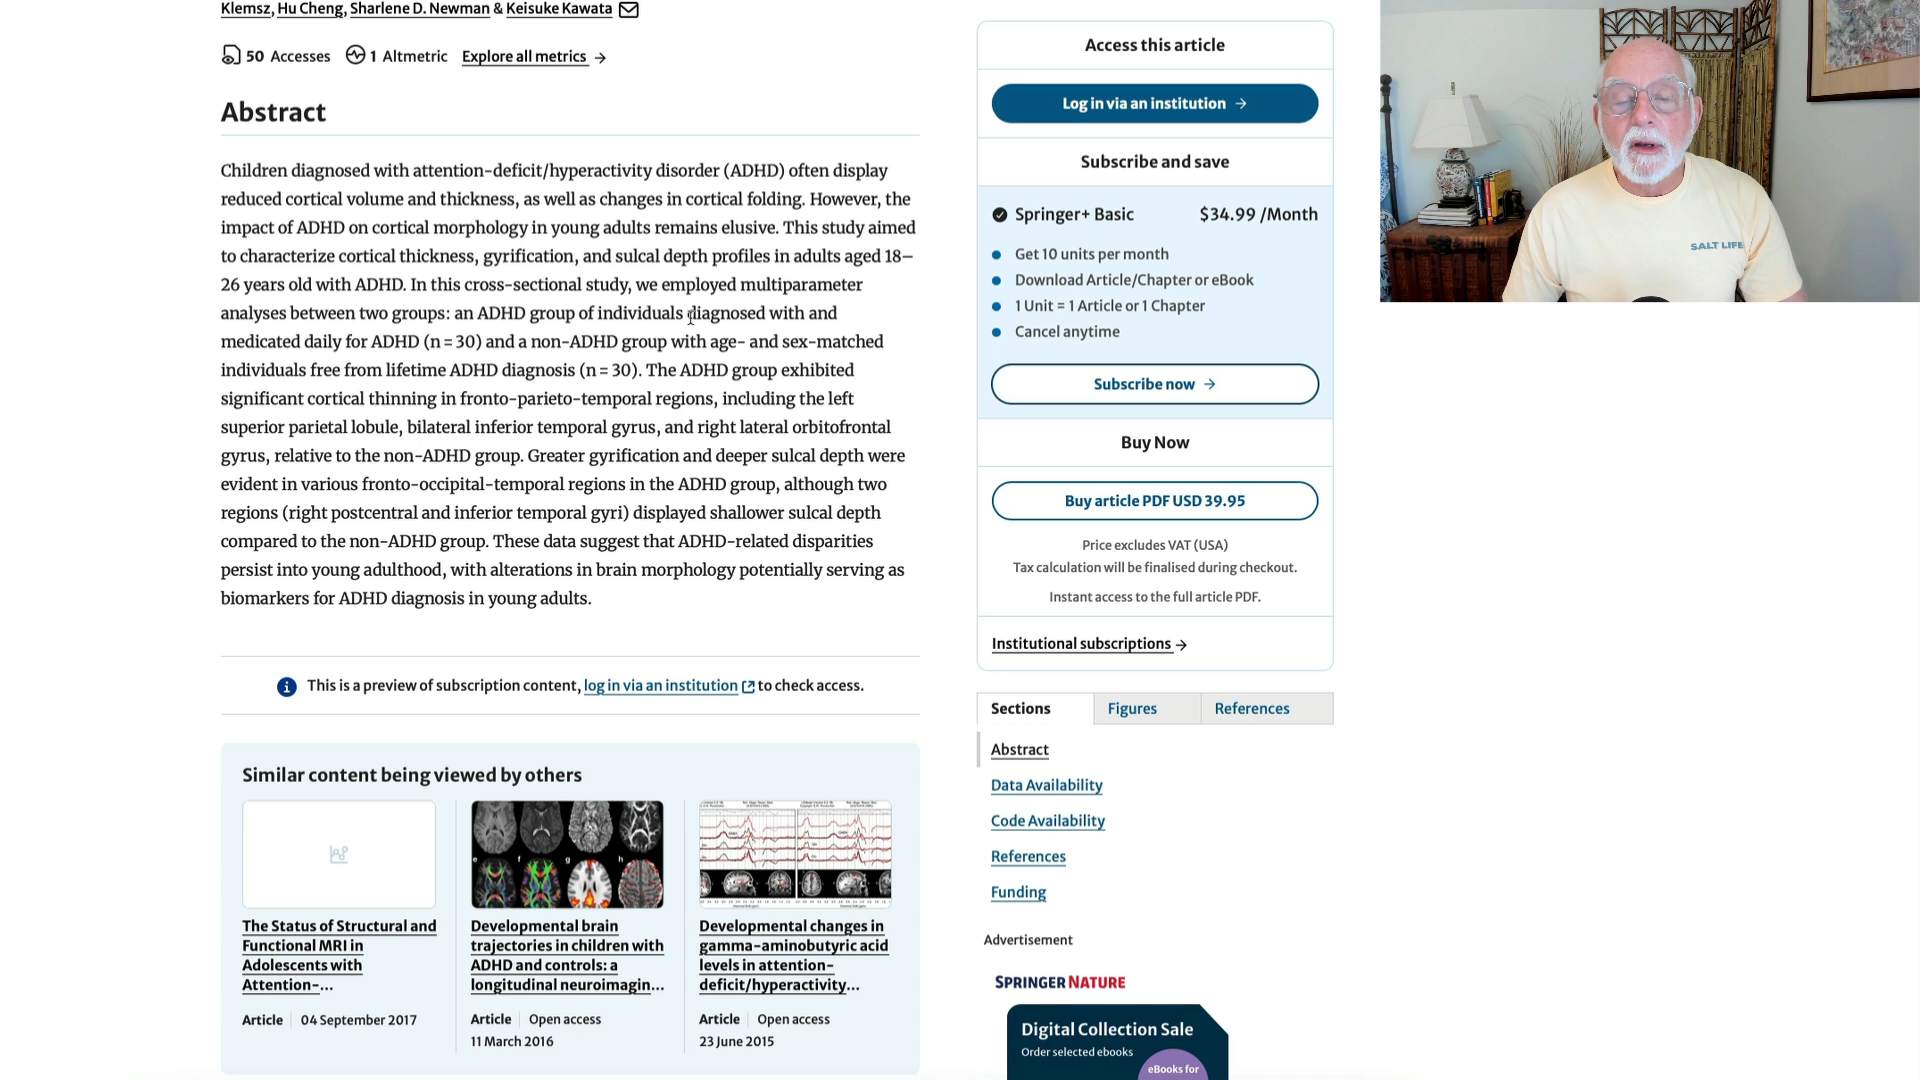 Klemsz, Hu Cheng, Sharlene D. Newman & Keisuke Kawata
50 Accesses 1 Altmetric Explore all metrics →
Abstract
Children diagnosed with attention-deficit/hyperactivity disorder (ADHD) often display
reduced cortical volume and thickness, as well as changes in cortical folding. However, the
impact of ADHD on cortical morphology in young adults remains elusive. This study aimed
to characterize cortical thickness, gyrification, and sulcal depth profiles in adults aged 18–
26 years old with ADHD. In this cross-sectional study, we employed multiparameter
analyses between two groups: an ADHD group of individuals diagnosed with and
medicated daily for ADHD (n = 30) and a non-ADHD group with age- and sex-matched
individuals free from lifetime ADHD diagnosis (n = 30). The ADHD group exhibited
significant cortical thinning in fronto-parieto-temporal regions, including the left
superior parietal lobule, bilateral inferior temporal gyrus, and right lateral orbitofrontal
gyrus, relative to the non-ADHD group. Greater gyrification and deeper sulcal depth were
evident in various fronto-occipital-temporal regions in the ADHD group, although two
regions (right postcentral and inferior temporal gyri) displayed shallower sulcal depth
compared to the non-ADHD group. These data suggest that ADHD-related disparities
persist into young adulthood, with alterations in brain morphology potentially serving as
biomarkers for ADHD diagnosis in young adults.
This is a preview of subscription content, log in via an institution to check access.
Similar content being viewed by others
The Status of Structural and
Functional MRI in
Adolescents with
Attention-...
Article 04 September 2017
Developmental brain
trajectories in children with
ADHD and controls: a
longitudinal neuroimagin...
Article Open access
11 March 2016
Developmental changes in
gamma-aminobutyric acid
levels in attention-
deficit/hyperactivity...
Article Open access
23 June 2015
Access this article
Log in via an institution →
Subscribe and save
Springer+ Basic $34.99 /Month
Get 10 units per month
Download Article/Chapter or eBook
1 Unit = 1 Article or 1 Chapter
Cancel anytime
Subscribe now →
Buy Now
Buy article PDF USD 39.95
Price excludes VAT (USA)
Tax calculation will be finalised during checkout.
Instant access to the full article PDF.
Institutional subscriptions →
Sections Figures References
Abstract
Data Availability
Code Availability
References
Funding
Advertisement
SPRINGER NATURE
Digital Collection Sale
Order selected ebooks
eBooks for
SALT LIFE